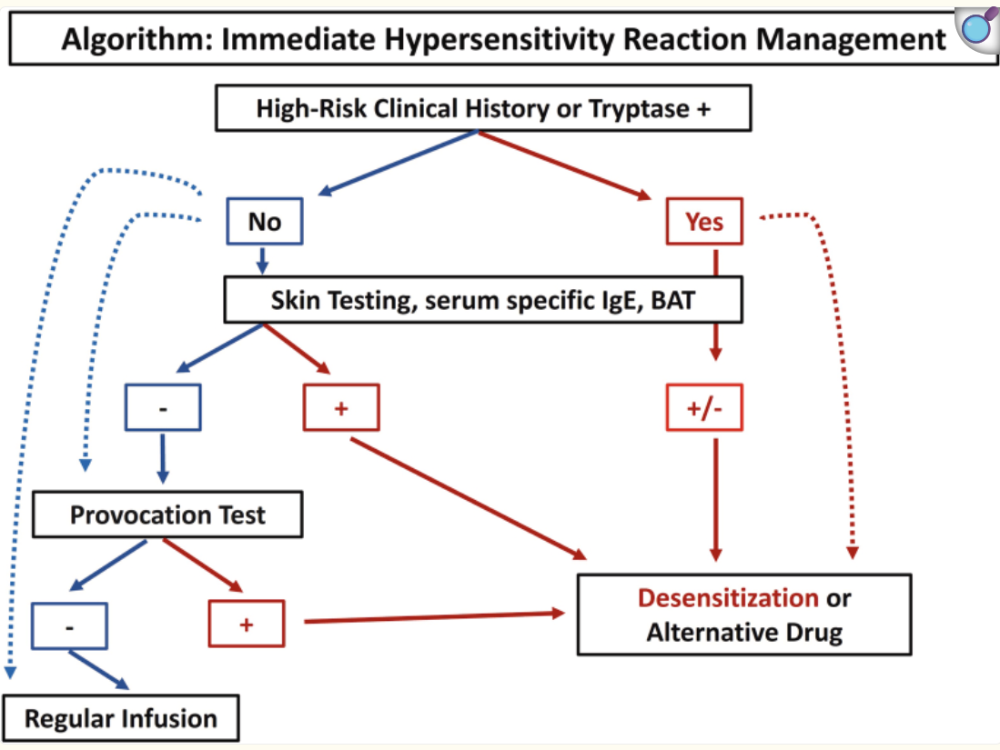 Algorithm: Immediate Hypersensitivity Reaction Management
High-Risk Clinical History or Tryptase +
No
Yes
Skin Testing, serum specific IgE, BAT
-
+
+/-
Provocation Test
-
+
Desensitization or
Alternative Drug
Regular Infusion